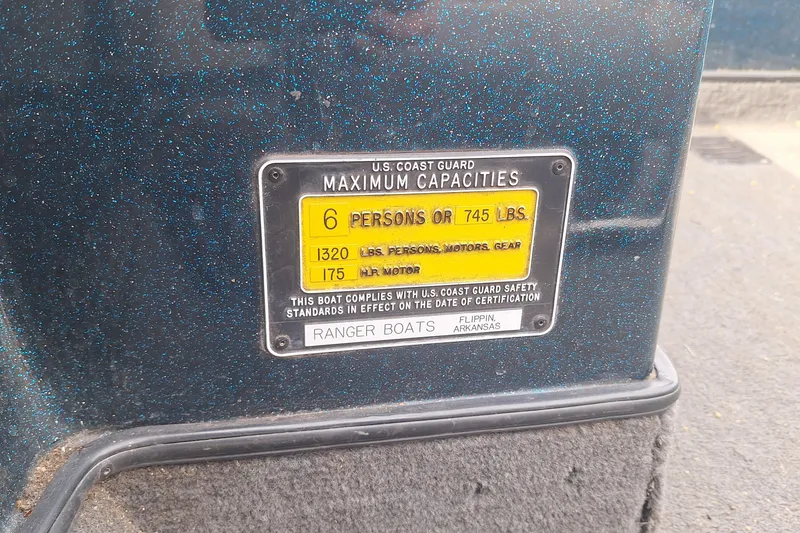 U.S. COAST GUARD
MAXIMUM CAPACITIES
6 PERSONS OR 745 LBS.
1320 LBS. PERSONS, MOTORS, GEAR
175 H.P. MOTOR
THIS BOAT COMPLIES WITH U.S. COAST GUARD SAFETY
STANDARDS IN EFFECT ON THE DATE OF CERTIFICATION
RANGER BOATS FLIPPIN,
ARKANSAS